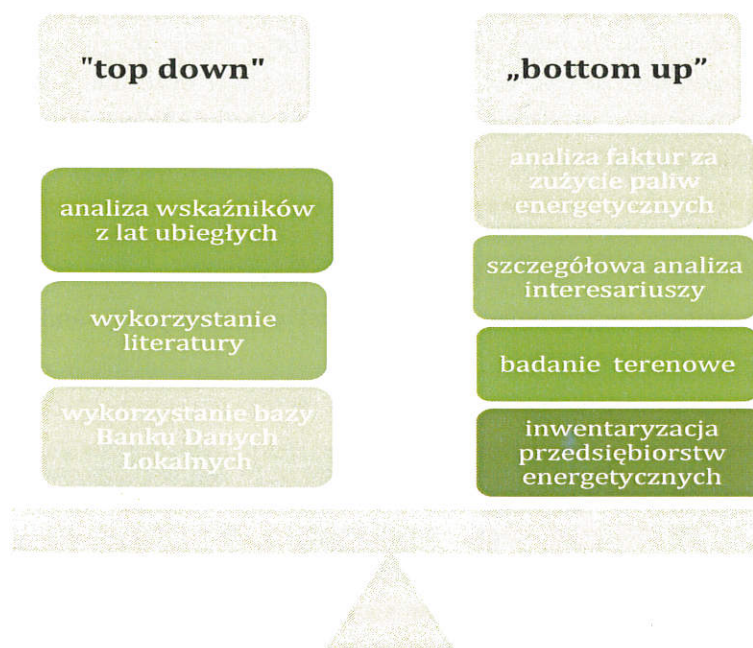 "top down"
analiza wskaźników
z lat ubiegłych
wykorzystanie
literatury
wykorzystanie bazy
Banku Danych
Lokalnych
„bottom up”
analiza faktur za
zużycie paliw
energetycznych
szczegółowa analiza
interesariuszy
badanie terenowe
inwentaryzacja
przedsiębiorstw
energetycznych